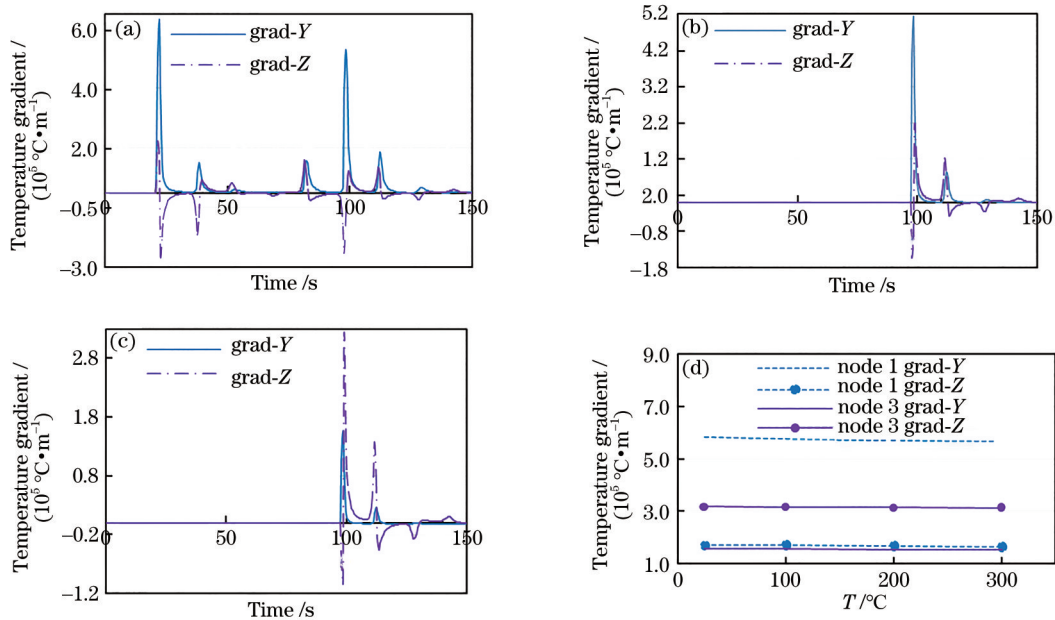 (a)
grad-Y
grad-Z
Temperature gradient /
(10⁵ °C•m⁻¹)
6.0
4.0
2.0
−0.5
−3.0
50
100
150
Time /s
(b)
grad-Y
grad-Z
Temperature gradient /
(10⁵ °C•m⁻¹)
5.2
4.2
3.2
2.2
1.2
2.0
−0.8
−1.8
0
50
100
150
Time /s
(c)
grad-Y
grad-Z
Temperature gradient /
(10⁵ °C•m⁻¹)
2.8
1.8
0.8
−0.2
−1.2
50
100
150
Time /s
(d)
node 1 grad-Y
node 1 grad-Z
node 3 grad-Y
node 3 grad-Z
Temperature gradient /
(10⁵ °C•m⁻¹)
9.0
7.0
5.0
3.0
1.0
0
100
200
300
T /°C